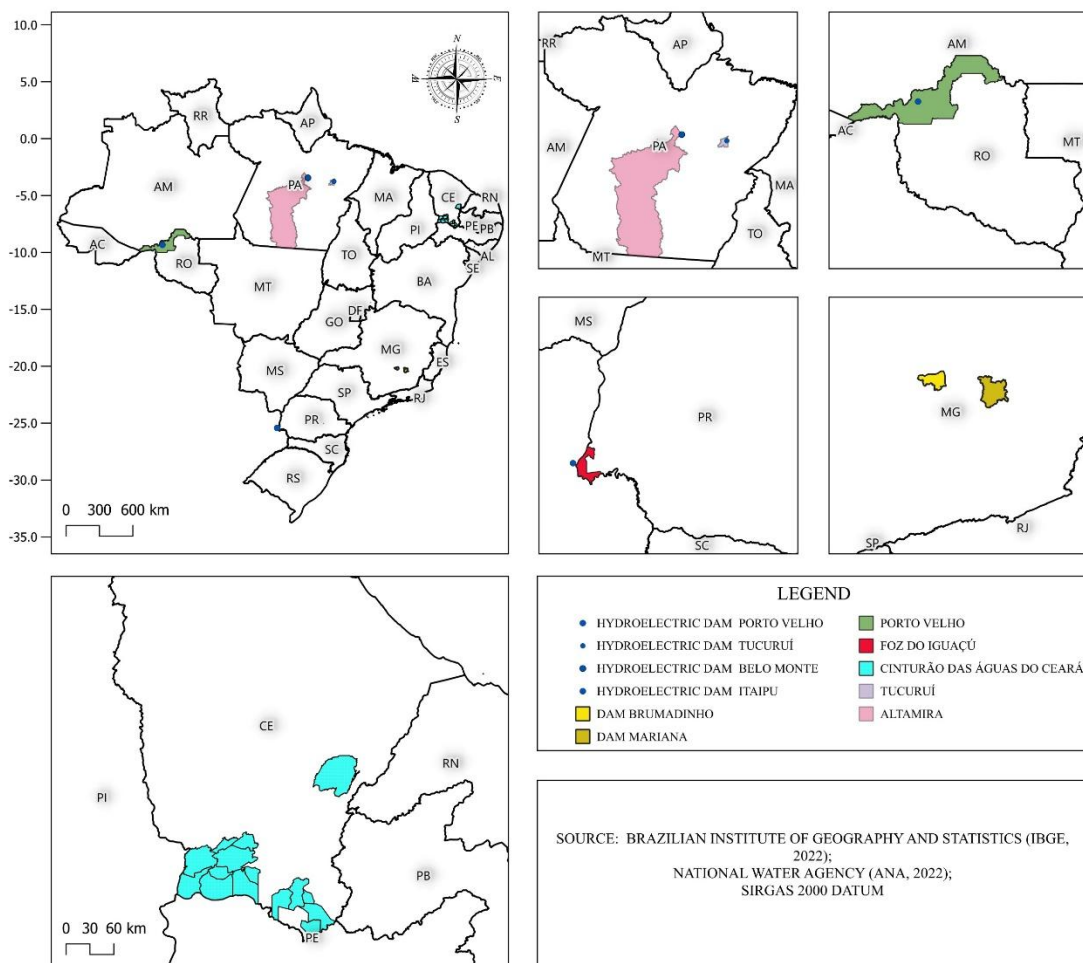 10.0
5.0
0.0
-5.0
-10.0
-15.0
-20.0
-25.0
-30.0
-35.0
N
W
E
S
RR
AP
AM
PA
MA
CE
RN
PI
PE
PB
AC
RO
TO
AL
SE
MT
BA
DF
GO
MG
ES
MS
SP
RJ
PR
SC
RS
0 300 600 km
RR
AP
AM
PA
MA
TO
MT
AM
AC
RO
MT
MS
PR
SC
MG
SP
RJ
CE
RN
PI
PB
PE
0 30 60 km
LEGEND
HYDROELECTRIC DAM PORTO VELHO
HYDROELECTRIC DAM TUCURUÍ
HYDROELECTRIC DAM BELO MONTE
HYDROELECTRIC DAM ITAIPU
DAM BRUMADINHO
DAM MARIANA
PORTO VELHO
FOZ DO IGUAÇÚ
CINTURÃO DAS ÁGUAS DO CEARÁ
TUCURUÍ
ALTAMIRA
SOURCE: BRAZILIAN INSTITUTE OF GEOGRAPHY AND STATISTICS (IBGE,
2022);
NATIONAL WATER AGENCY (ANA, 2022);
SIRGAS 2000 DATUM